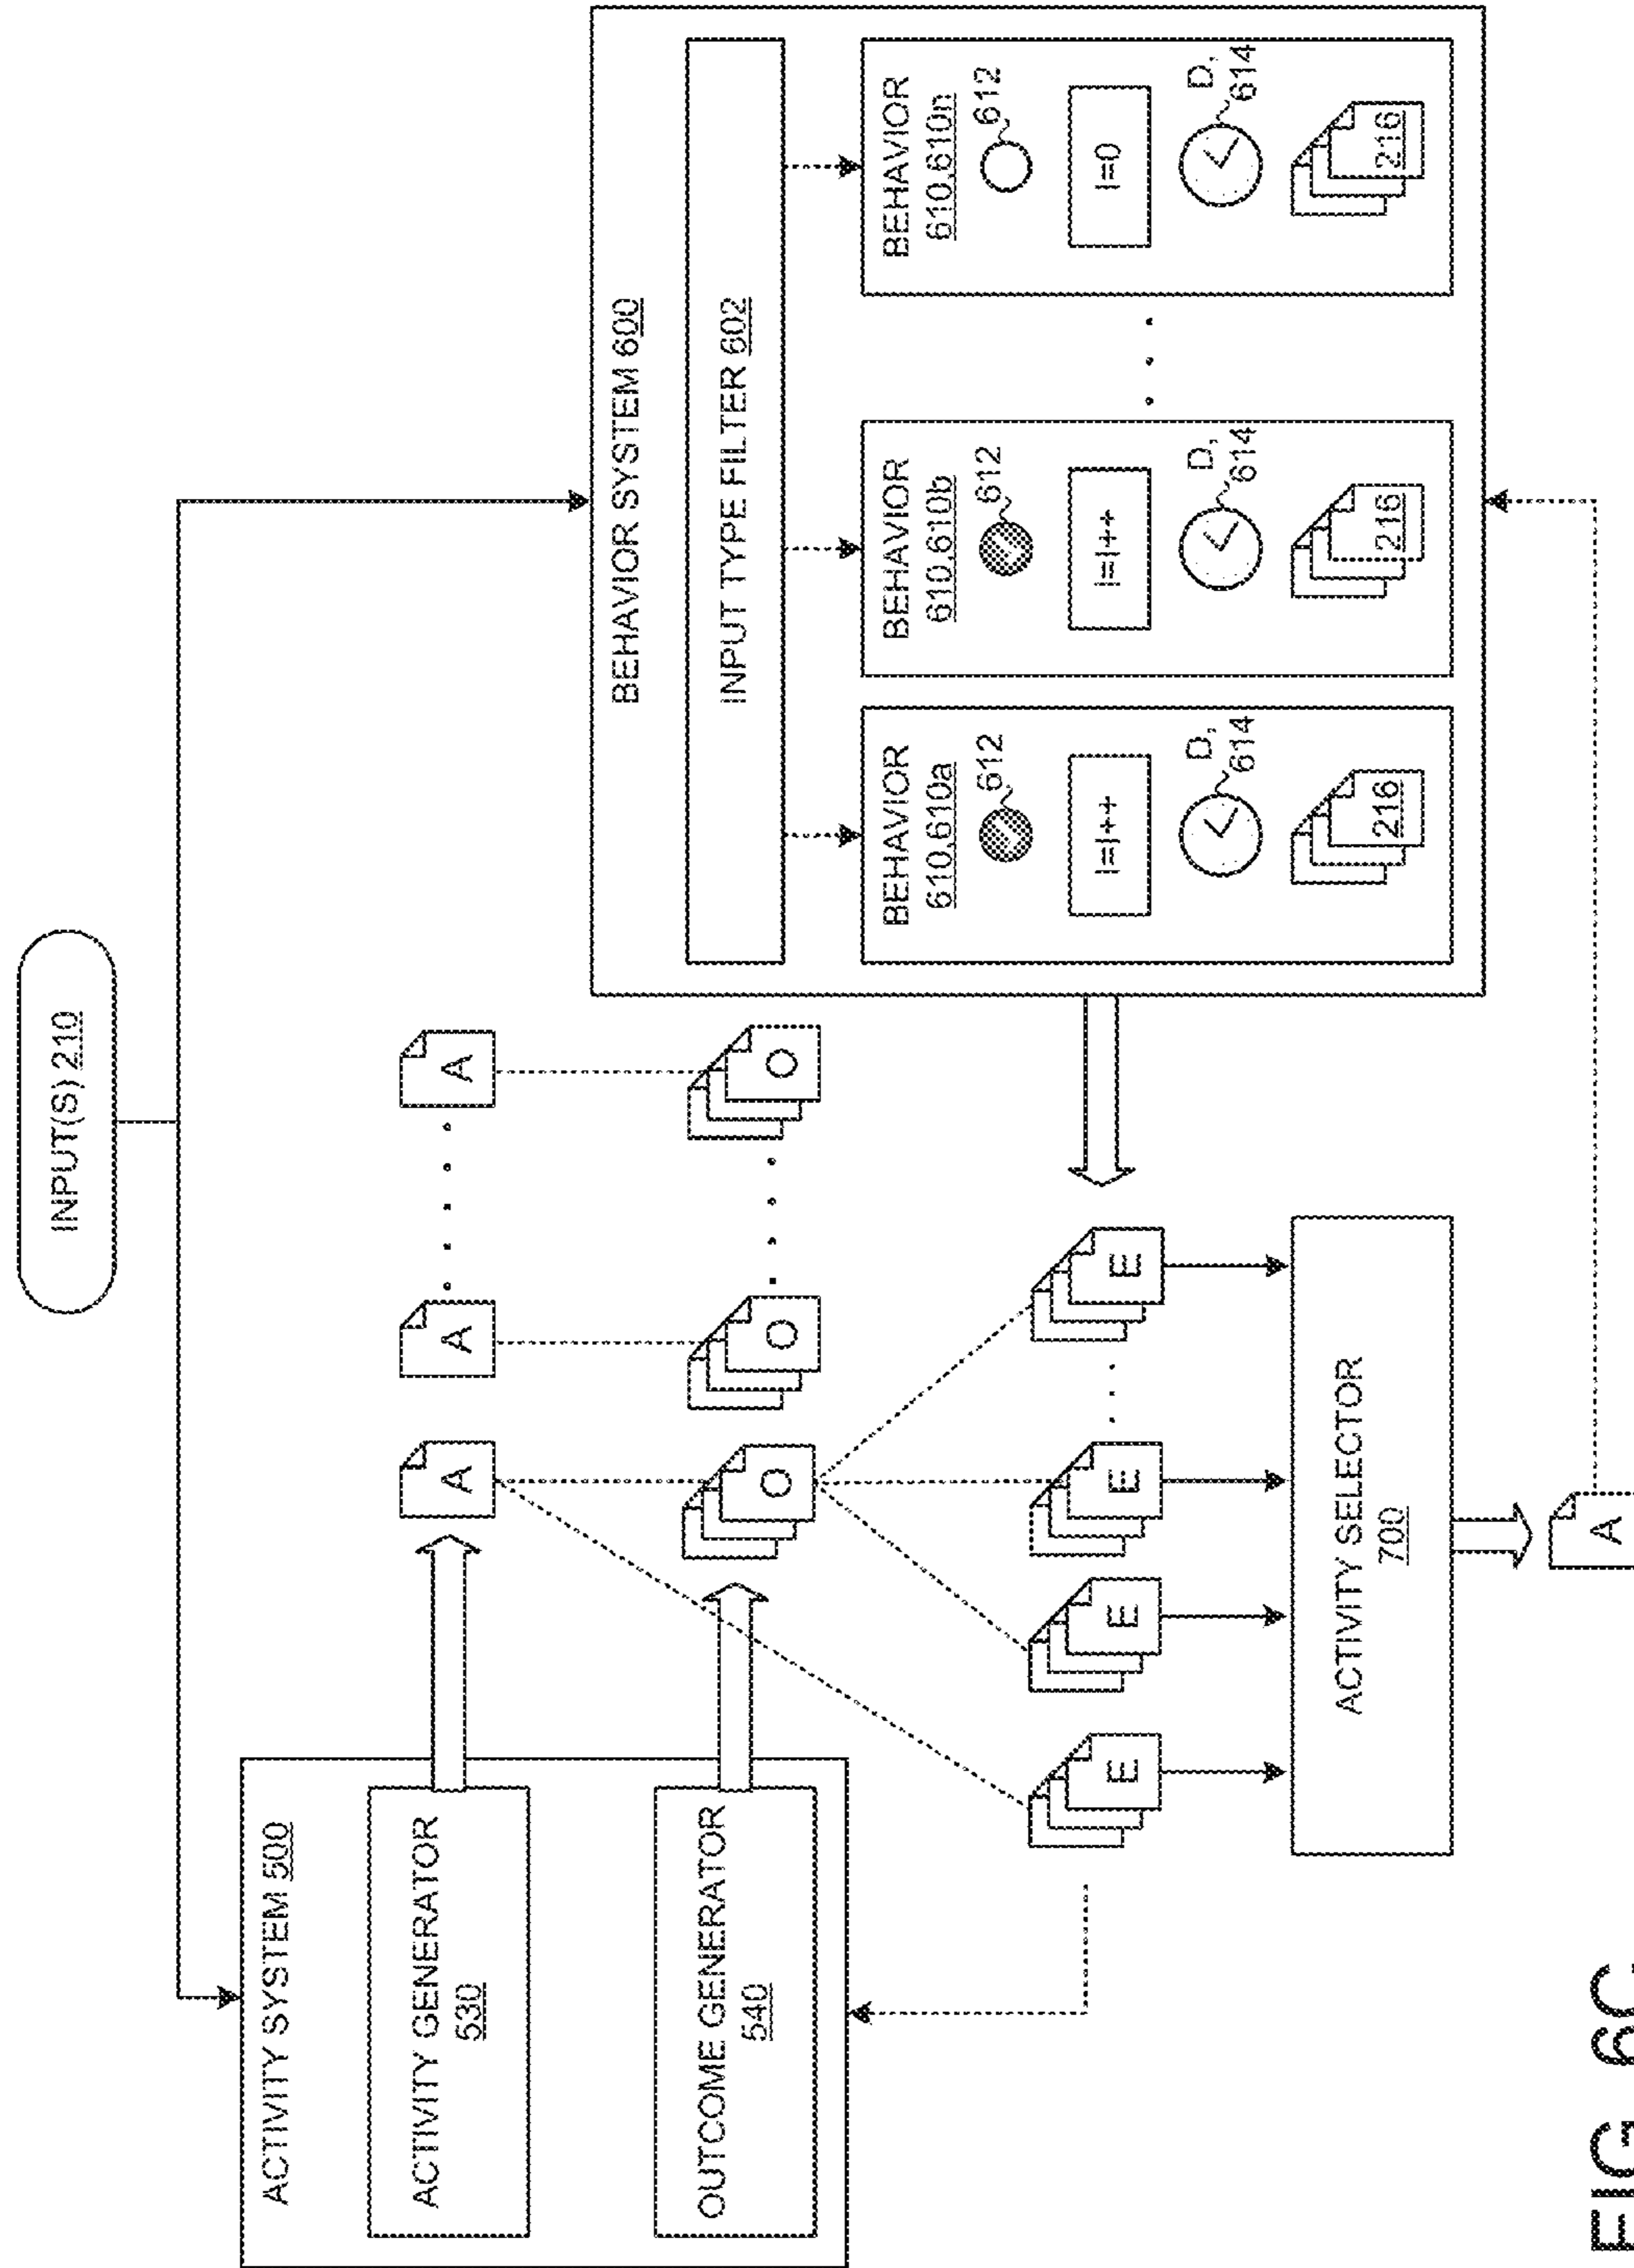 INPUT(S) 210
ACTIVITY SYSTEM 500
ACTIVITY GENERATOR
530
OUTCOME GENERATOR
540
A
A
A
O
O
O
E
E
E
E
ACTIVITY SELECTOR
700
A
BEHAVIOR SYSTEM 600
INPUT TYPE FILTER 602
BEHAVIOR
610,610a
612
I=I++
D,
614
216
BEHAVIOR
610,610b
612
I=I++
D,
614
216
BEHAVIOR
610,610n
612
I=0
D,
614
216
FIG. 6C